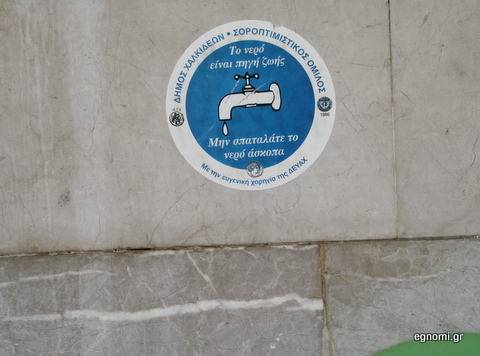 ΔΗΜΟΣ ΧΑΛΚΙΔΕΩΝ • ΣΟΡΟΠΤΙΜΙΣΤΙΚΟΣ ΟΜΙΛΟΣ
Το νερό
είναι πηγή ζωής
1986
Μην σπαταλάτε το
νερό άσκοπα
Με την ευγενική χορηγία της ΔΕΥΑΧ
egnomi.gr